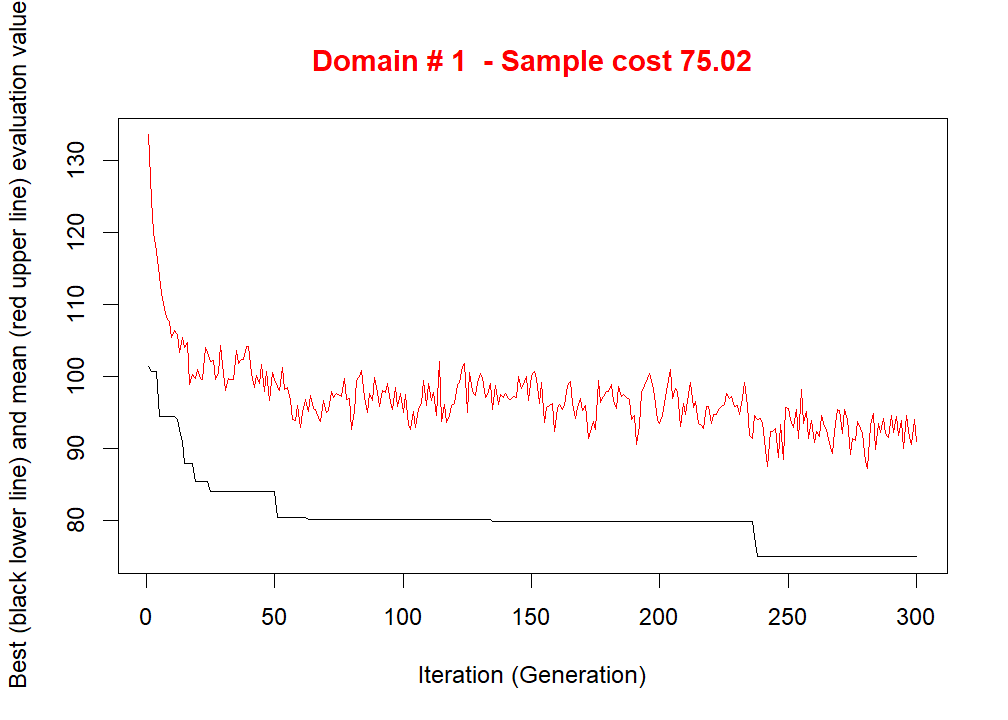 Domain # 1  - Sample cost 75.02
Best (black lower line) and mean (red upper line) evaluation value
130
120
110
100
90
80
0 50 100 150 200 250 300
Iteration (Generation)